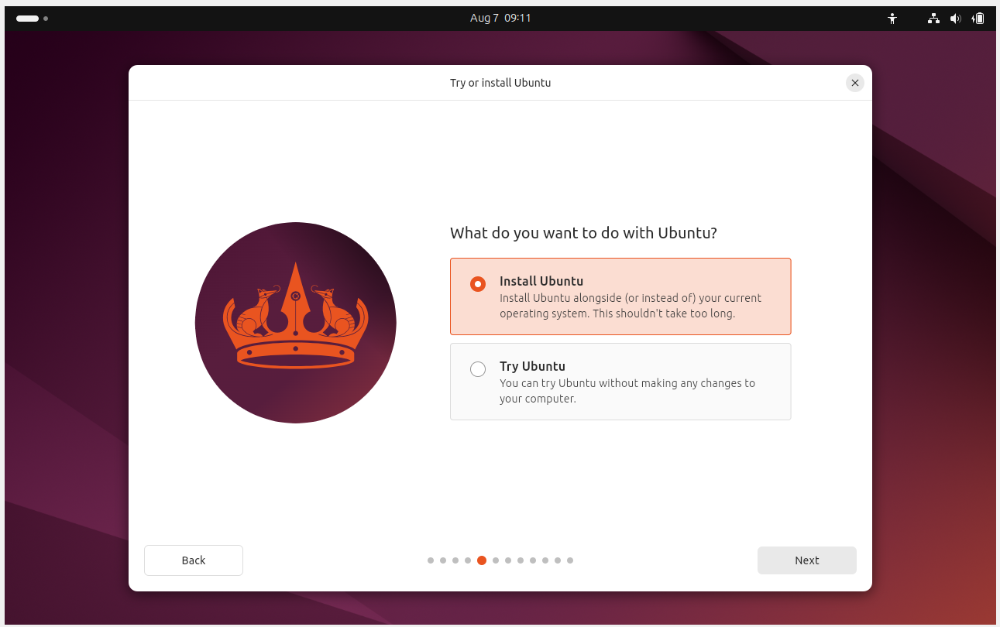 Aug 7 09:11
Try or install Ubuntu
What do you want to do with Ubuntu?
Install Ubuntu
Install Ubuntu alongside (or instead of) your current
operating system. This shouldn't take too long.
Try Ubuntu
You can try Ubuntu without making any changes to
your computer.
Back
Next